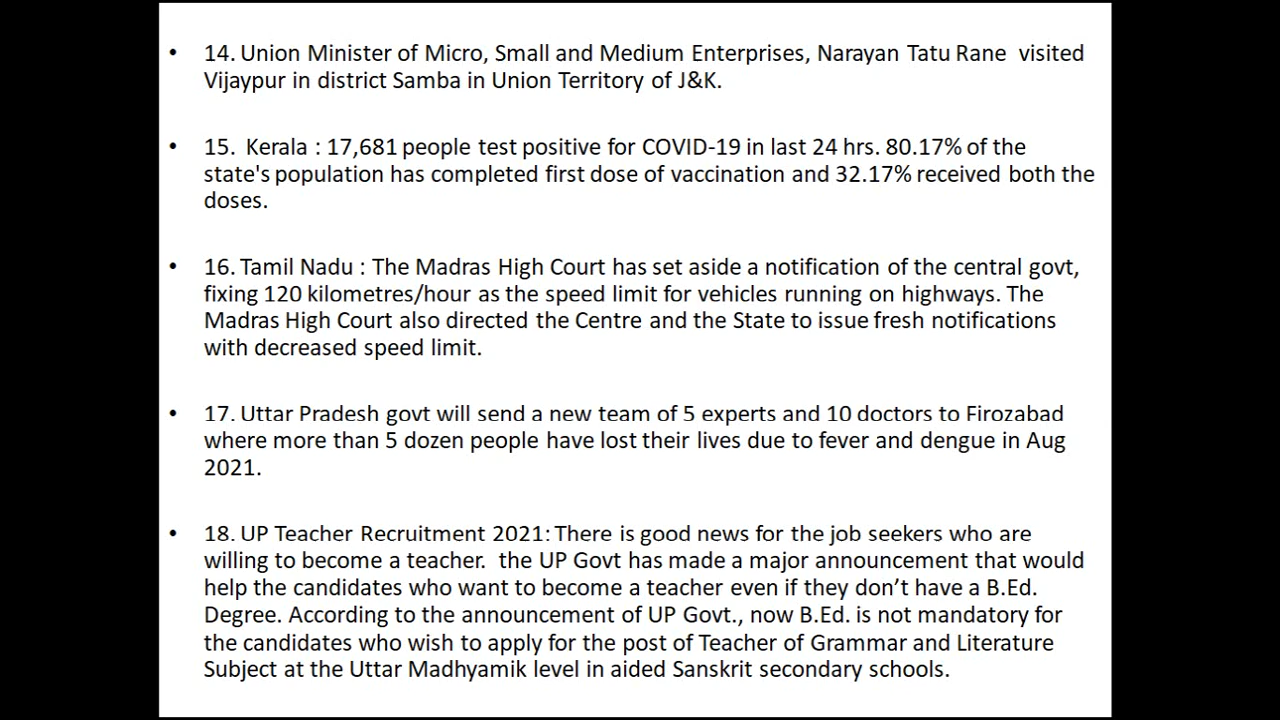 • 14. Union Minister of Micro, Small and Medium Enterprises, Narayan Tatu Rane  visited
Vijaypur in district Samba in Union Territory of J&K.
• 15.  Kerala : 17,681 people test positive for COVID-19 in last 24 hrs. 80.17% of the
state's population has completed first dose of vaccination and 32.17% received both the
doses.
• 16. Tamil Nadu : The Madras High Court has set aside a notification of the central govt,
fixing 120 kilometres/hour as the speed limit for vehicles running on highways. The
Madras High Court also directed the Centre and the State to issue fresh notifications
with decreased speed limit.
• 17. Uttar Pradesh govt will send a new team of 5 experts and 10 doctors to Firozabad
where more than 5 dozen people have lost their lives due to fever and dengue in Aug
2021.
• 18. UP Teacher Recruitment 2021: There is good news for the job seekers who are
willing to become a teacher.  the UP Govt has made a major announcement that would
help the candidates who want to become a teacher even if they don’t have a B.Ed.
Degree. According to the announcement of UP Govt., now B.Ed. is not mandatory for
the candidates who wish to apply for the post of Teacher of Grammar and Literature
Subject at the Uttar Madhyamik level in aided Sanskrit secondary schools.